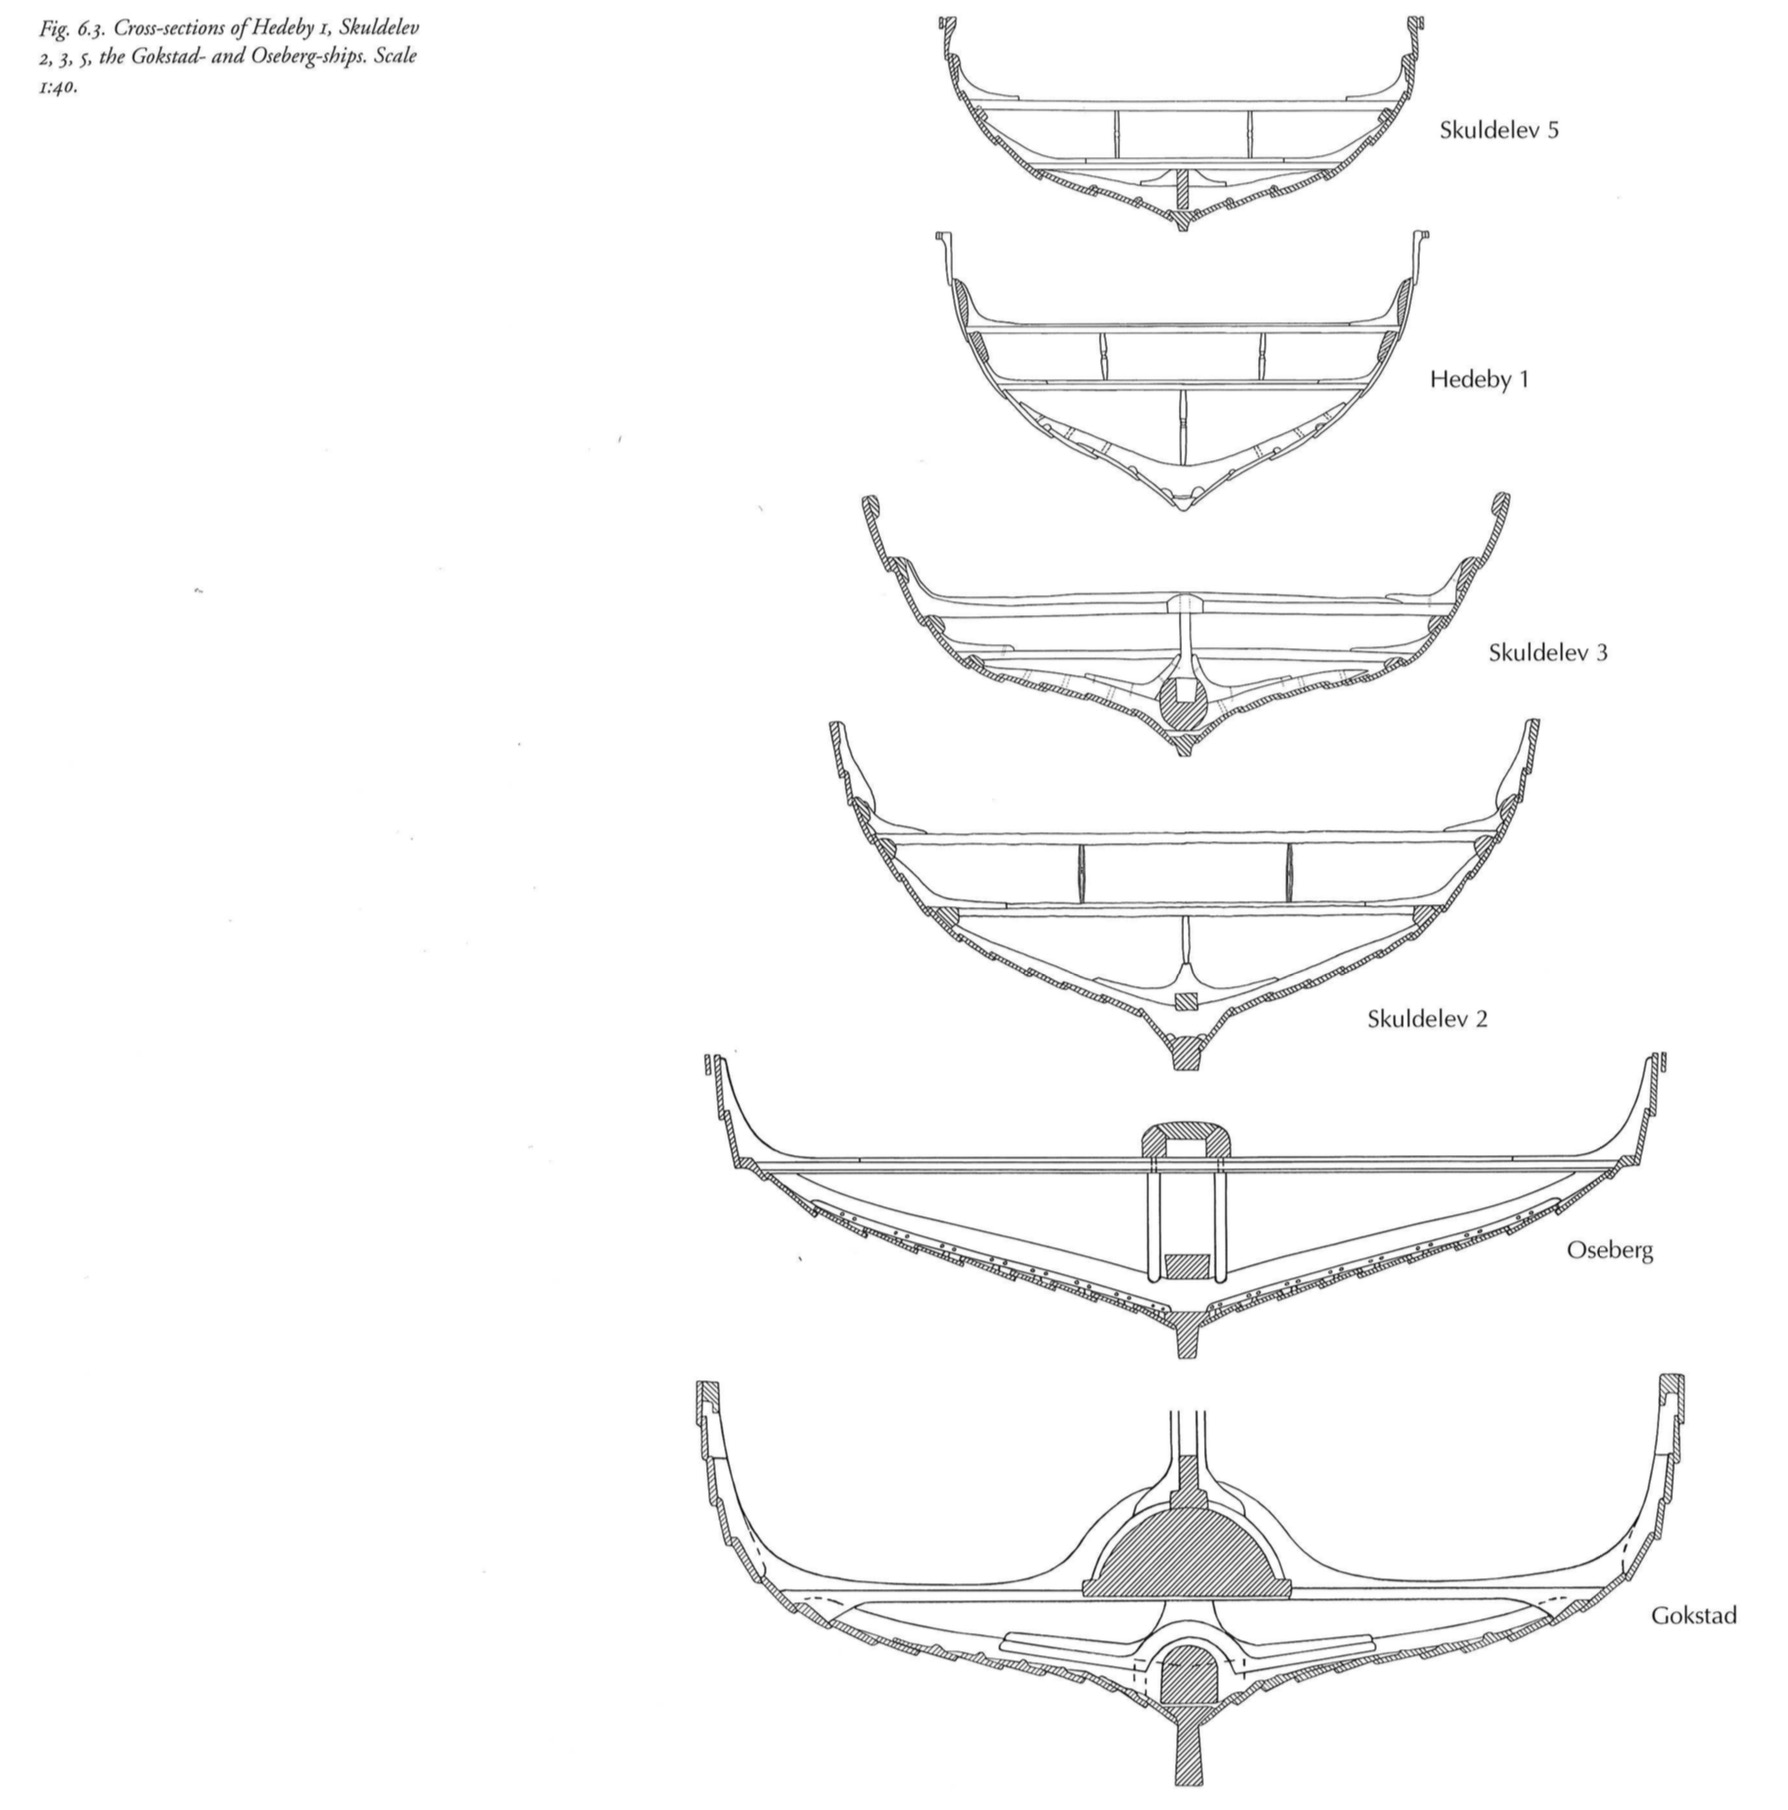 Fig. 6.3. Cross-sections of Hedeby 1, Skuldelev
2, 3, 5, the Gokstad- and Oseberg-ships. Scale
1:40.
Skuldelev 5
Hedeby 1
Skuldelev 3
Skuldelev 2
Oseberg
Gokstad